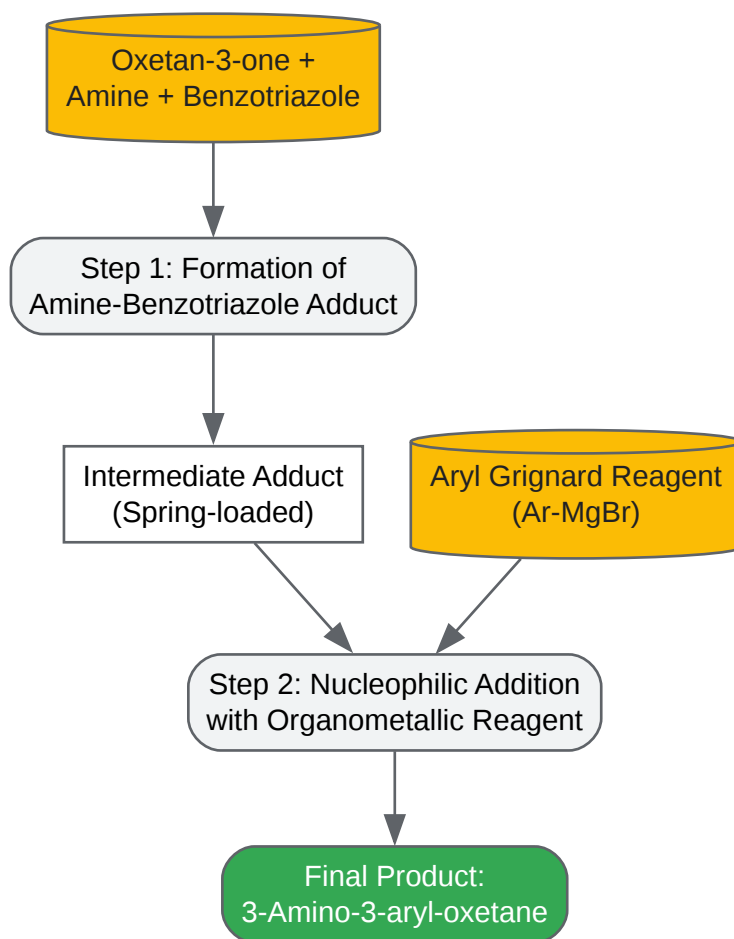 Oxetan-3-one +
Amine + Benzotriazole
Step 1: Formation of
Amine-Benzotriazole Adduct
Intermediate Adduct
(Spring-loaded)
Aryl Grignard Reagent
(Ar-MgBr)
Step 2: Nucleophilic Addition
with Organometallic Reagent
Final Product:
3-Amino-3-aryl-oxetane